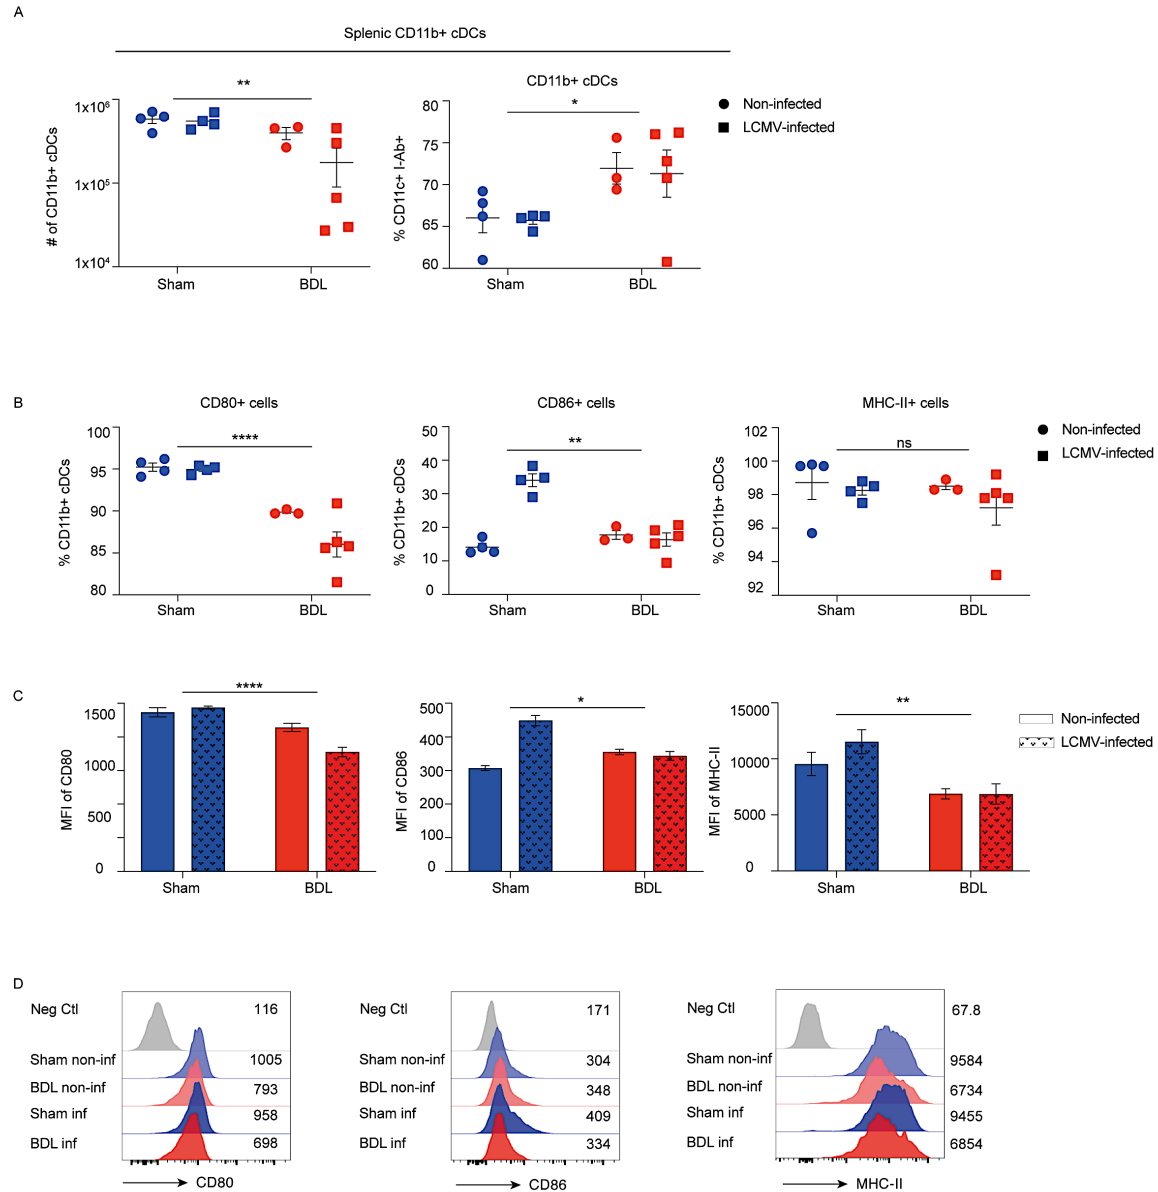 A
Splenic CD11b+ cDCs
CD11b+ cDCs
** 
*
Non-infected
LCMV-infected
# of CD11b+ cDCs
1x10⁶
1x10⁵
1x10⁴
Sham BDL
% CD11c+ I-Ab+
80
75
70
65
60
Sham BDL
B
CD80+ cells
CD86+ cells
MHC-II+ cells
****
**
ns
Non-infected
LCMV-infected
% CD11b+ cDCs
100
95
90
85
80
Sham BDL
% CD11b+ cDCs
50
40
30
20
10
0
Sham BDL
% CD11b+ cDCs
102
100
98
96
94
92
Sham BDL
C
****
*
**
Non-infected
LCMV-infected
MFI of CD80
1500
1000
500
0
Sham BDL
MFI of CD86
500
400
300
200
100
0
Sham BDL
MFI of MHC-II
15000
10000
5000
0
Sham BDL
D
Neg Ctl 116
Sham non-inf 1005
BDL non-inf 793
Sham inf 958
BDL inf 698
CD80
Neg Ctl 171
Sham non-inf 304
BDL non-inf 348
Sham inf 409
BDL inf 334
CD86
Neg Ctl 67.8
Sham non-inf 9584
BDL non-inf 6734
Sham inf 9455
BDL inf 6854
MHC-II